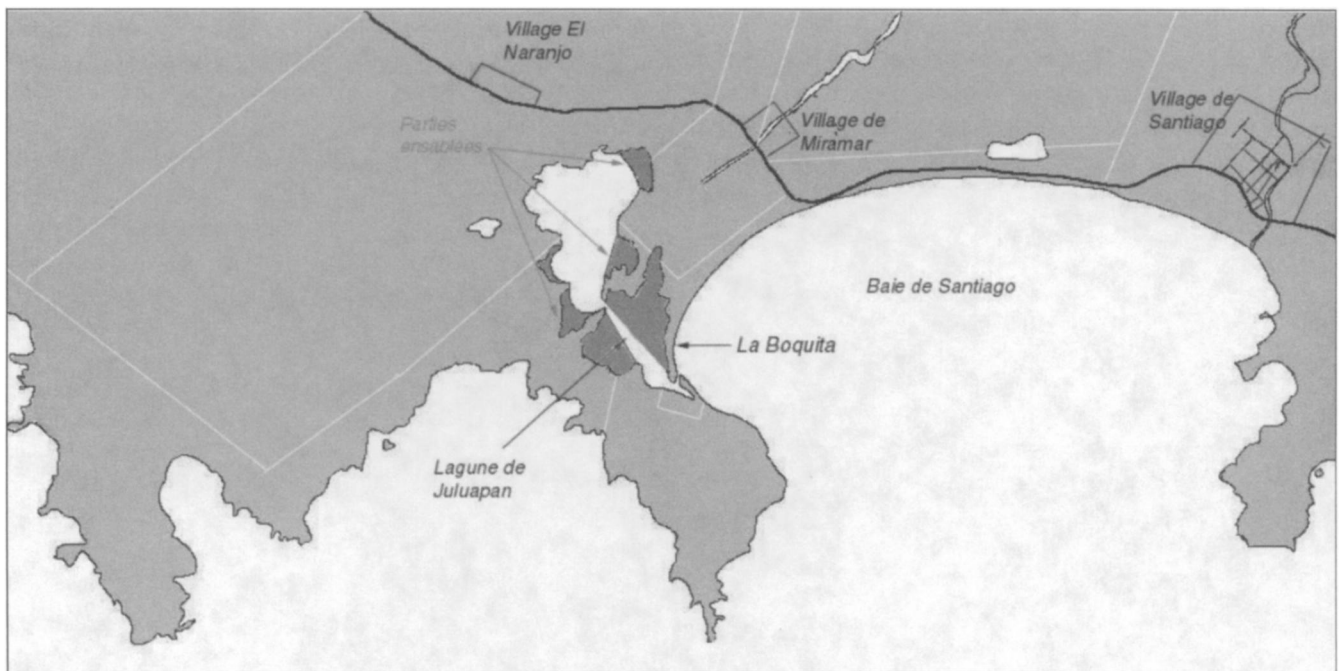 Village El
Naranjo
Parties
ensablées
Village de
Miramar
Village de
Santiago
Baie de Santiago
La Boquita
Lagune de
Juluapan